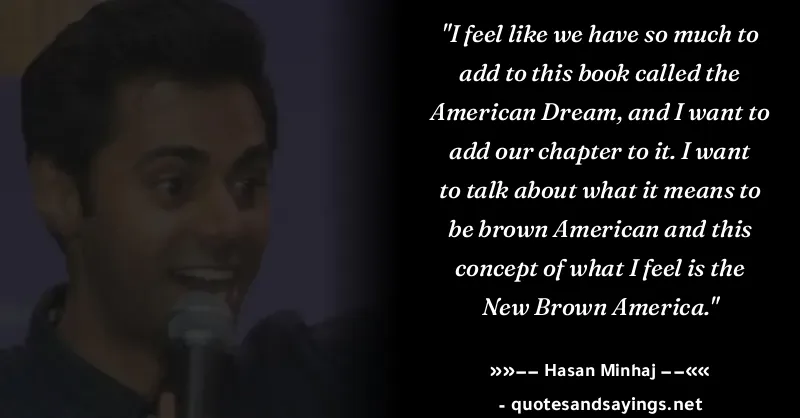 "I feel like we have so much to
add to this book called the
American Dream, and I want to
add our chapter to it. I want
to talk about what it means to
be brown American and this
concept of what I feel is the
New Brown America."
»»–– Hasan Minhaj ––««
- quotesandsayings.net